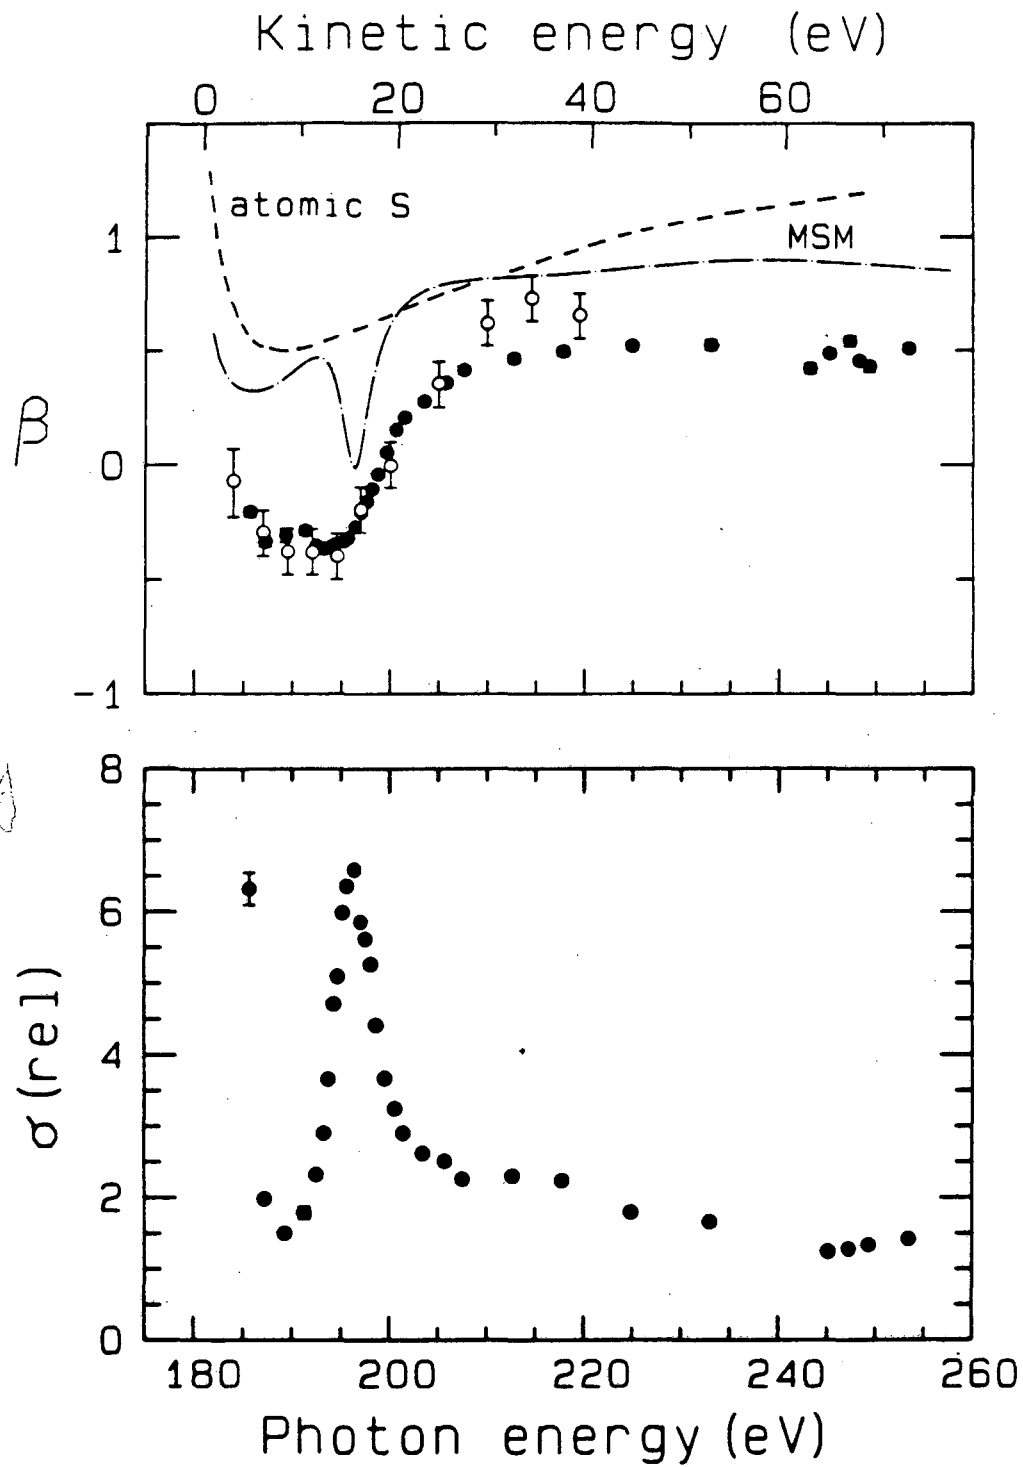 Kinetic energy (eV)
0 20 40 60
atomic S
MSM
1
β
0
-1
8
6
σ (rel)
4
2
0
180 200 220 240 260
Photon energy (eV)